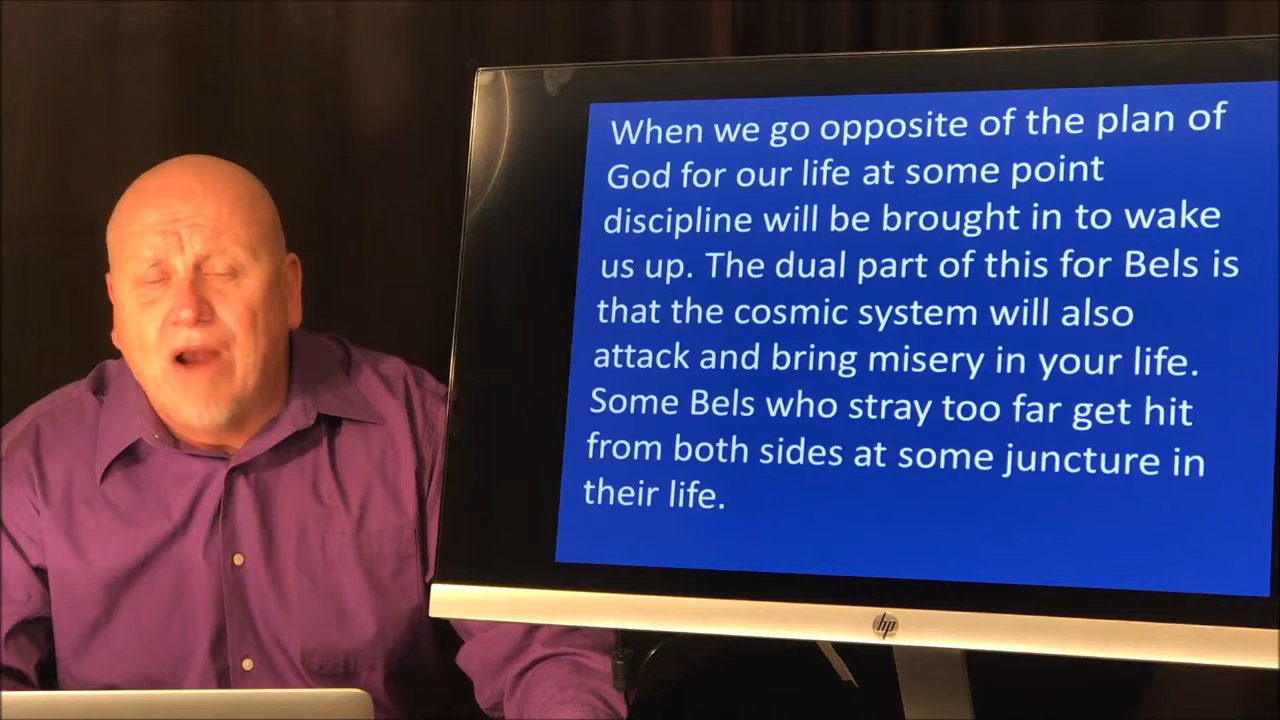 When we go opposite of the plan of
God for our life at some point
discipline will be brought in to wake
us up. The dual part of this for Bels is
that the cosmic system will also
attack and bring misery in your life.
Some Bels who stray too far get hit
from both sides at some juncture in
their life.
hp